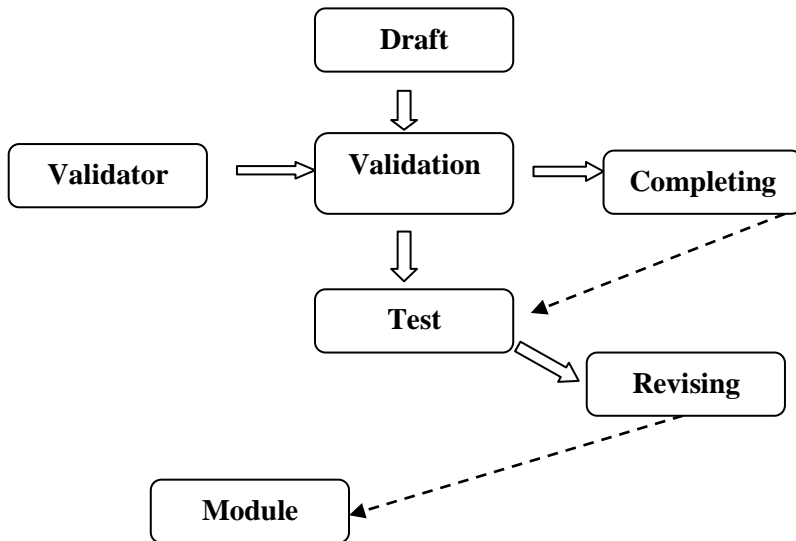 Draft
Validator
Validation
Completing
Test
Revising
Module